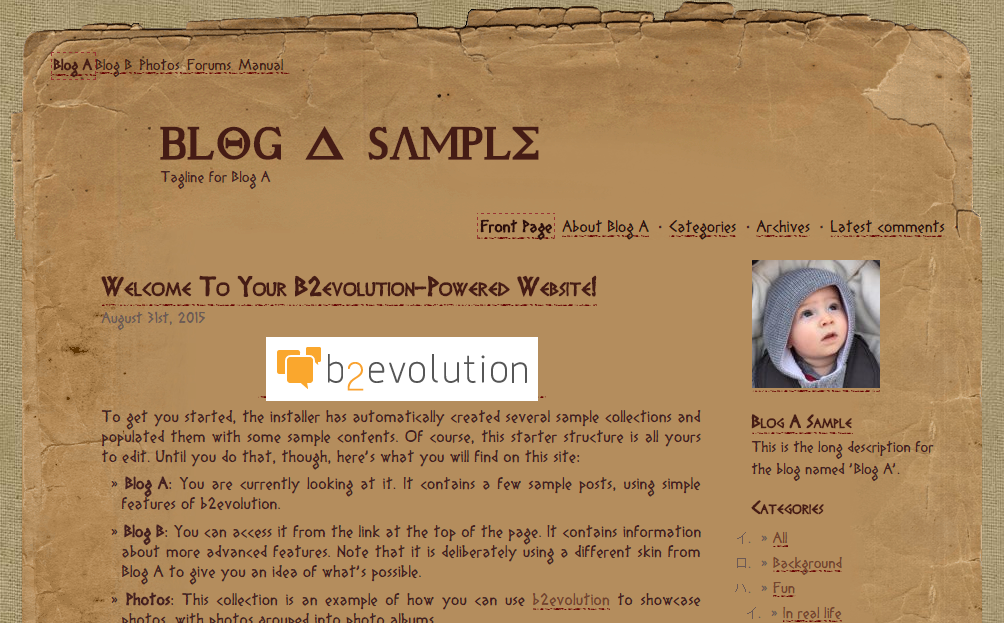 Blog A Blog B Photos Forums Manual
BLOG A SAMPLE
Tagline for Blog A
Front Page About Blog A · Categories · Archives · Latest comments
Welcome To Your B2evolution-Powered Website!
August 31st, 2015
b2evolution
To get you started, the installer has automatically created several sample collections and
populated them with some sample contents. Of course, this starter structure is all yours
to edit. Until you do that, though, here's what you will find on this site:
» Blog A: You are currently looking at it. It contains a few sample posts, using simple
features of b2evolution.
» Blog B: You can access it from the link at the top of the page. It contains information
about more advanced features. Note that it is deliberately using a different skin from
Blog A to give you an idea of what's possible.
» Photos: This collection is an example of how you can use b2evolution to showcase
photos, with photos grouped into photo albums.
Blog A Sample
This is the long description for
the blog named 'Blog A'.
Categories
イ. » All
ロ. » Background
ハ. » Fun
イ. » In real life